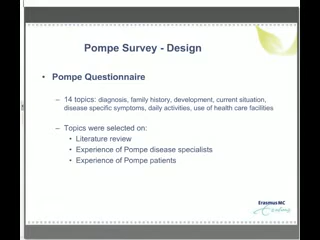 Pompe Survey - Design
• Pompe Questionnaire
– 14 topics: diagnosis, family history, development, current situation,
disease specific symptoms, daily activities, use of health care facilities
– Topics were selected on:
• Literature review
• Experience of Pompe disease specialists
• Experience of Pompe patients
Erasmus MC